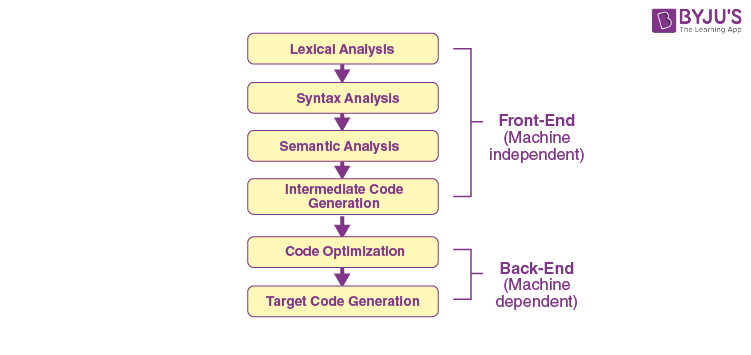 BYJU'S
The Learning App
Lexical Analysis
Syntax Analysis
Semantic Analysis
Intermediate Code
Generation
Code Optimization
Target Code Generation
Front-End
(Machine
independent)
Back-End
(Machine
dependent)